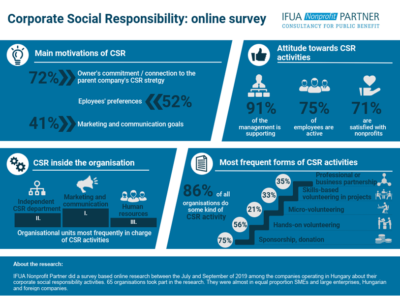 Corporate Social Responsibility: online survey
IFUA Nonprofit PARTNER
CONSULTANCY FOR PUBLIC BENEFIT
Main motivations of CSR
72%
Owner's commitment / connection to the
parent company's CSR stretgy
Eployees' preferences
52%
41%
Marketing and communication goals
Attitude towards CSR
activities
91%
of the
management is
supporting
75%
of
employees are
active
71%
are
satisfied with
nonprofits
CSR inside the organisation
Independent
CSR department
II.
Marketing and
communication
I.
Human
resources
III.
Organisational units most frequently in charge
of CSR activities
Most frequent forms of CSR activities
86% of all
organisations do
some kind of
CSR activity
35%
Professional or
business partnership
33%
Skills-based
volunteering in projects
21%
Micro-volunteering
56%
Hands-on volunteering
75%
Sponsorship, donation
About the research:
IFUA Nonprofit Partner did a survey based online research between the July and September of 2019 among the companies operating in Hungary about their
corporate social responsibility activities. 65 organisations took part in the research. They were almost in equal proportion SMEs and large enterprises, Hungarian
and foreign companies.